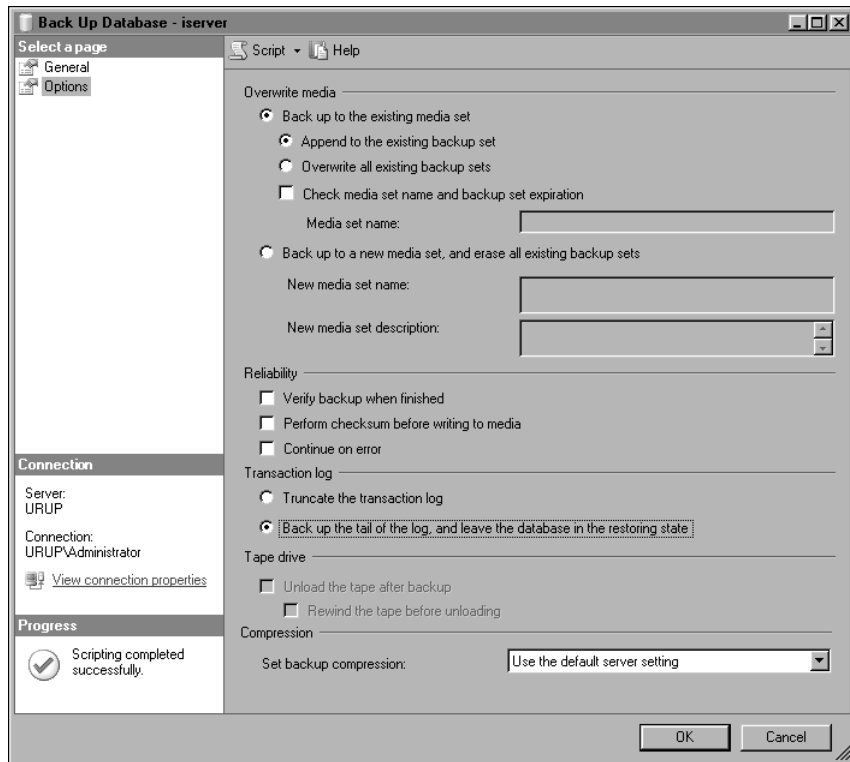 Back Up Database - iserver
Select a page
General
Options
Script
Help
Overwrite media
Back up to the existing media set
Append to the existing backup set
Overwrite all existing backup sets
Check media set name and backup set expiration
Media set name:
Back up to a new media set, and erase all existing backup sets
New media set name:
New media set description:
Reliability
Verify backup when finished
Perform checksum before writing to media
Continue on error
Transaction log
Truncate the transaction log
Back up the tail of the log, and leave the database in the restoring state
Tape drive
Unload the tape after backup
Rewind the tape before unloading
Compression
Set backup compression:
Use the default server setting
Connection
Server:
URUP
Connection:
URUP\Administrator
View connection properties
Progress
Scripting completed
successfully.
OK
Cancel